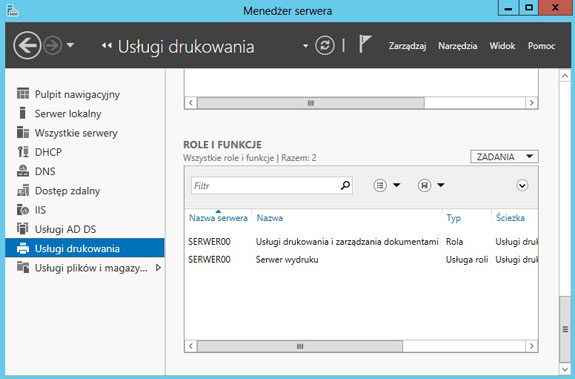 Menedżer serwera
Usługi drukowania
Zarządzaj Narzędzia Widok Pomoc
Pulpit nawigacyjny
Serwer lokalny
Wszystkie serwery
DHCP
DNS
Dostęp zdalny
IIS
Usługi AD DS
Usługi drukowania
Usługi plików i magazy...
ROLE I FUNKCJE
Wszystkie role i funkcje | Razem: 2
ZADANIA
Filtr
Nazwa serwera Nazwa Typ Ścieżka
SERWER00 Usługi drukowania i zarządzania dokumentami Rola Usługi druk
SERWER00 Serwer wydruku Usługa roli Usługi druk